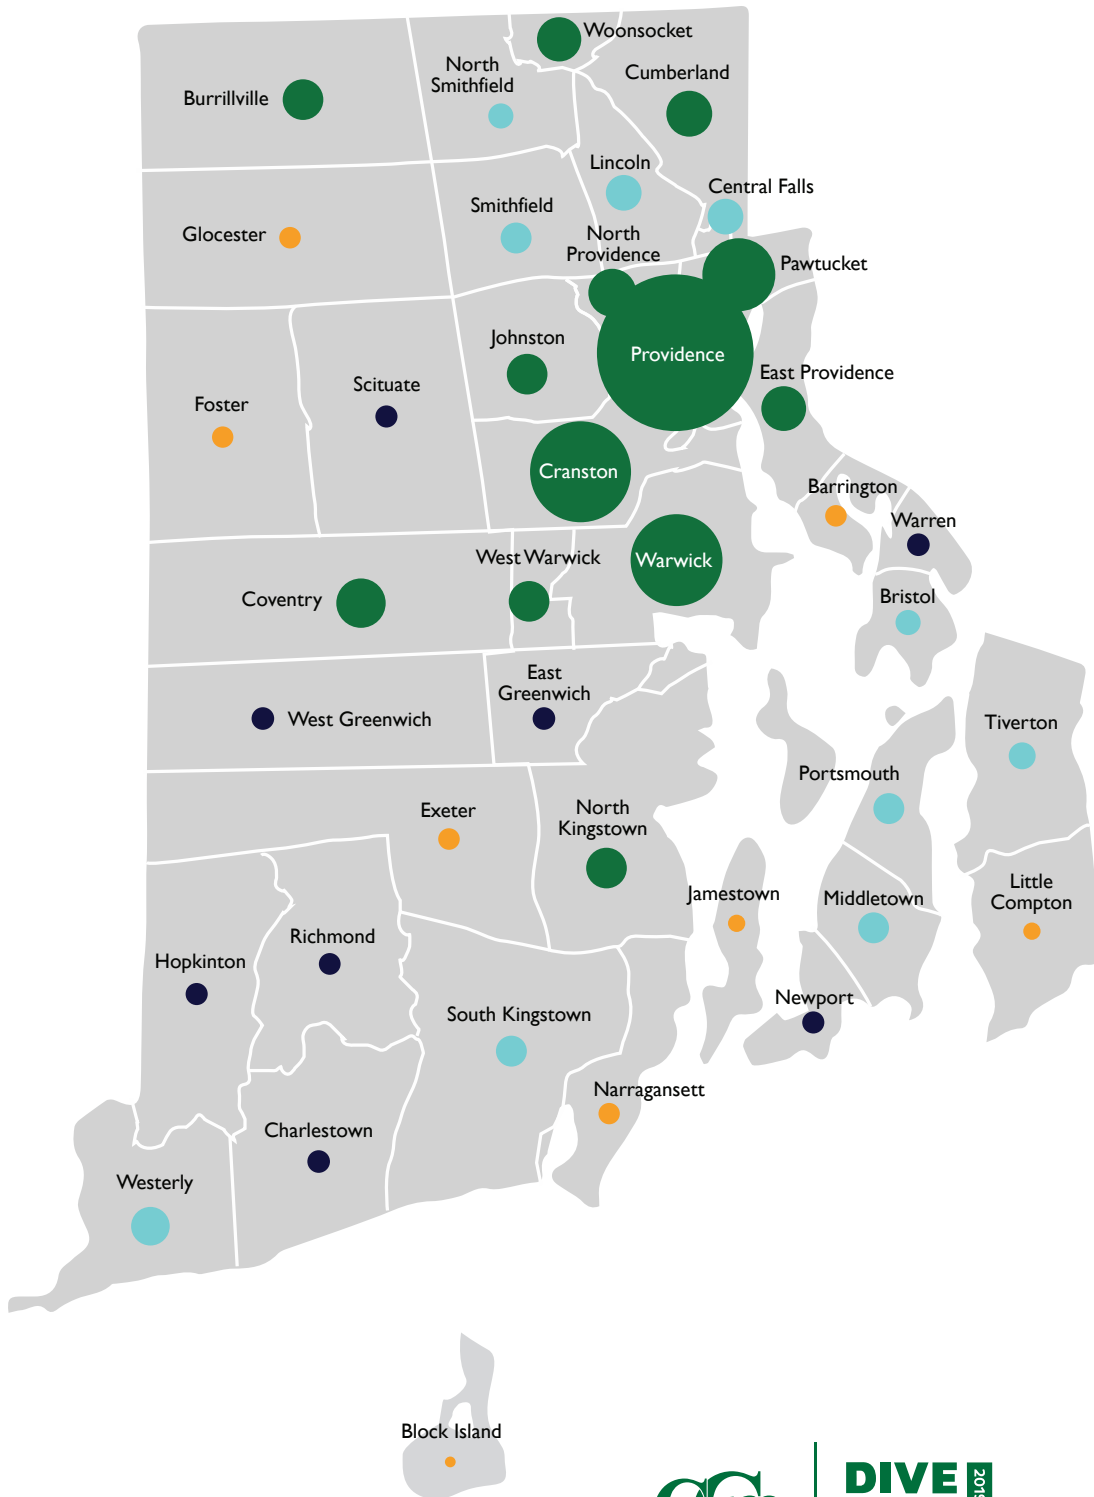 Woonsocket
North
Smithfield
Cumberland
Burrillville
Lincoln
Central Falls
Smithfield
Glocester
North
Providence
Pawtucket
Johnston
Providence
East Providence
Scituate
Foster
Cranston
Barrington
Warren
West Warwick
Warwick
Coventry
Bristol
East
Greenwich
West Greenwich
Tiverton
Portsmouth
Exeter
North
Kingstown
Jamestown
Middletown
Little
Compton
Richmond
Hopkinton
Newport
South Kingstown
Narragansett
Charlestown
Westerly
Block Island
DIVE